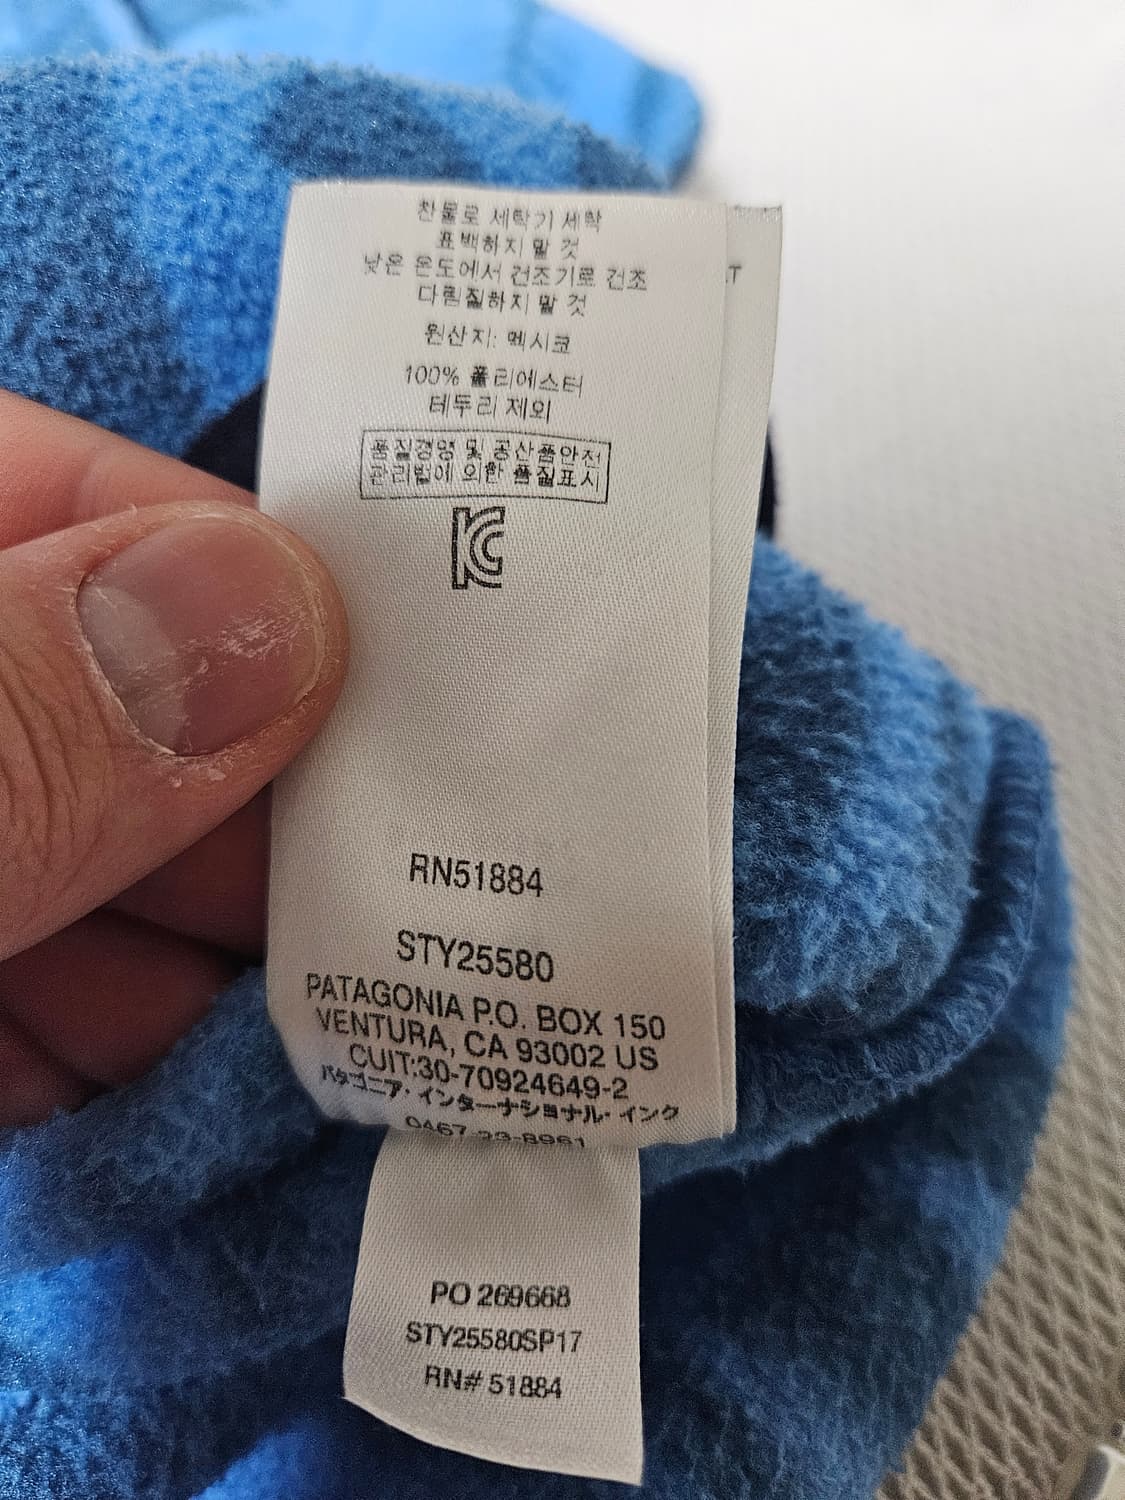 찬물로 세탁기 세탁
표백하지 말 것
낮은 온도에서 건조기로 건조
다림질하지 말 것
원산지: 멕시코
100% 폴리에스터
테두리 제외
품질경영 및 공산품안전
관리법에 의한 품질표시
RN51884
STY25580
PATAGONIA P.O. BOX 150
VENTURA, CA 93002 US
CUIT:30-70924649-2
パタゴニア・インターナショナル・インク
0467-23-8961
PO 269668
STY25580SP17
RN# 51884